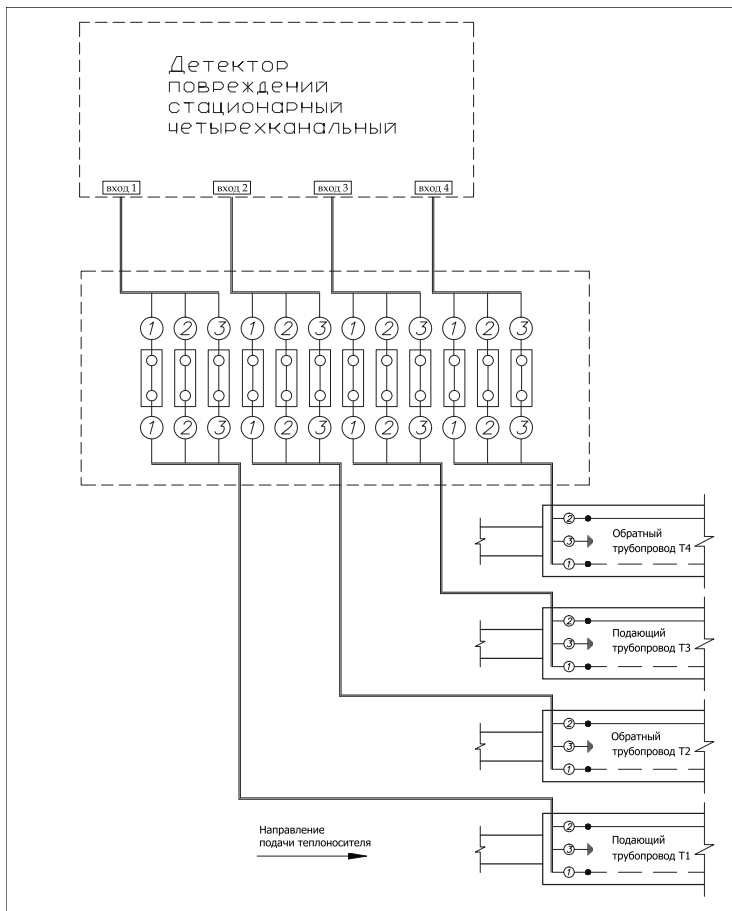 Детектор
повреждений
стационарный
четырехканальный
вход 1 вход 2 вход 3 вход 4
1 2 3 1 2 3 1 2 3 1 2 3
1 2 3 1 2 3 1 2 3 1 2 3
2
Обратный
3
трубопровод Т4
1
2
Подающий
3
трубопровод Т3
1
2
Обратный
3
трубопровод Т2
1
2
Подающий
3
трубопровод Т1
1
Направление
подачи теплоносителя